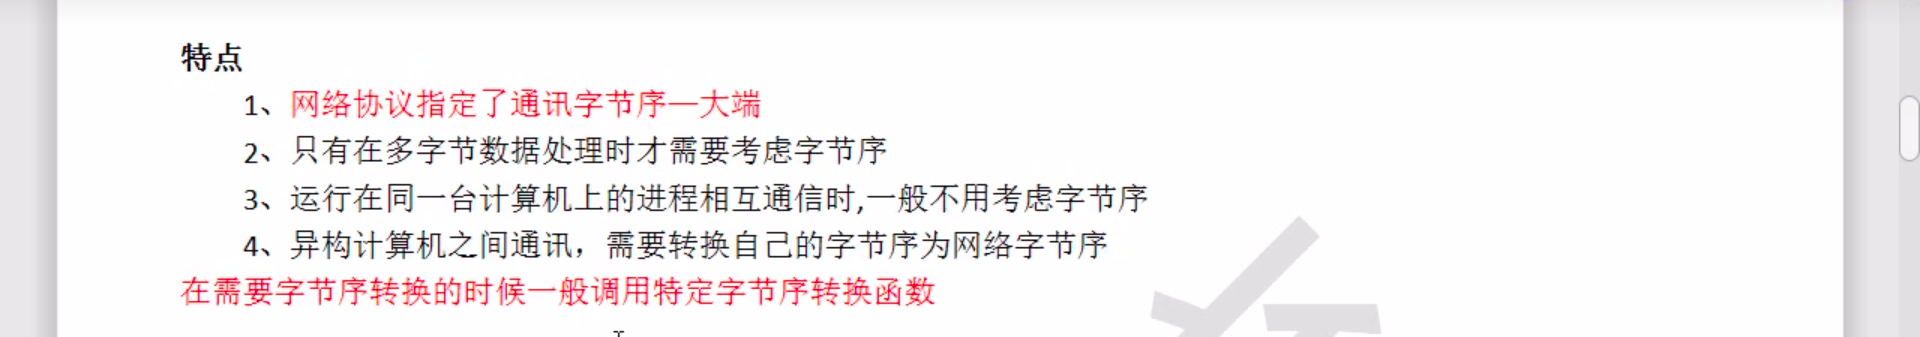 特点
1、网络协议指定了通讯字节序—大端
2、只有在多字节数据处理时才需要考虑字节序
3、运行在同一台计算机上的进程相互通信时,一般不用考虑字节序
4、异构计算机之间通讯，需要转换自己的字节序为网络字节序
在需要字节序转换的时候一般调用特定字节序转换函数